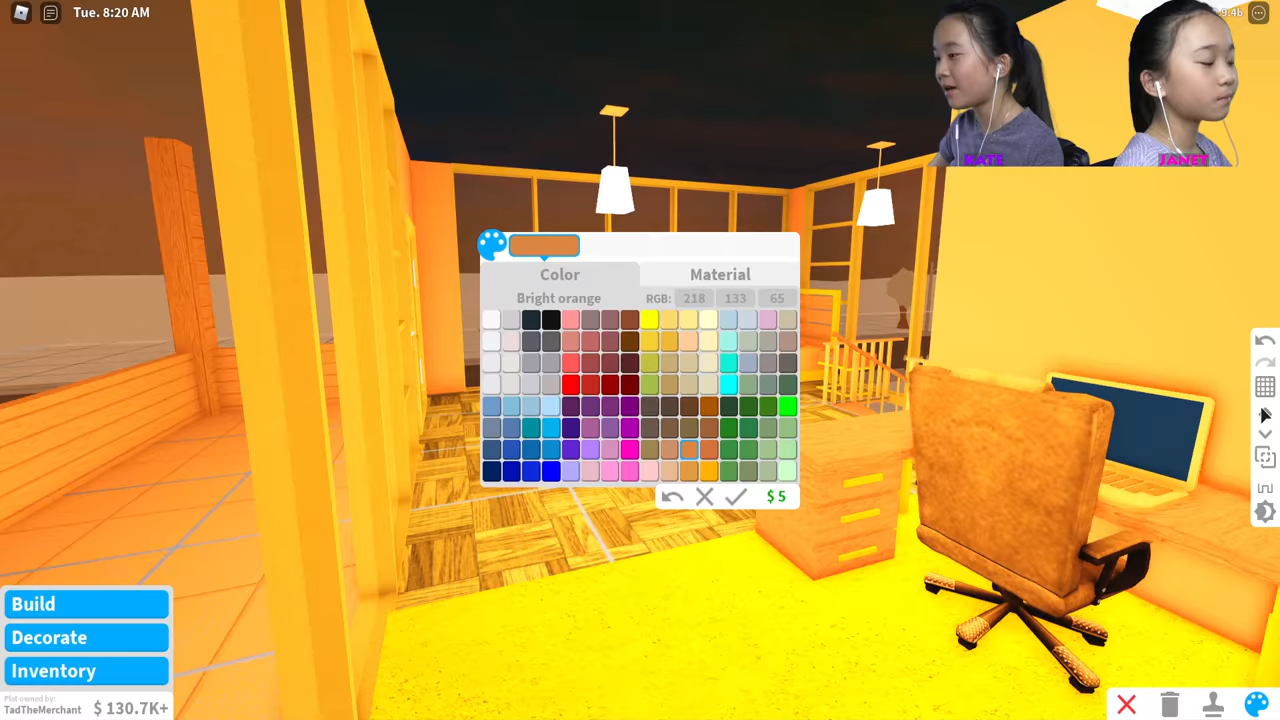 Tue. 8:20 AM
KATE
JANET
Color
Material
Bright orange
RGB: 218 133 65
$ 5
Build
Decorate
Inventory
Plot owned by:
TadTheMerchant
$ 130.7K+